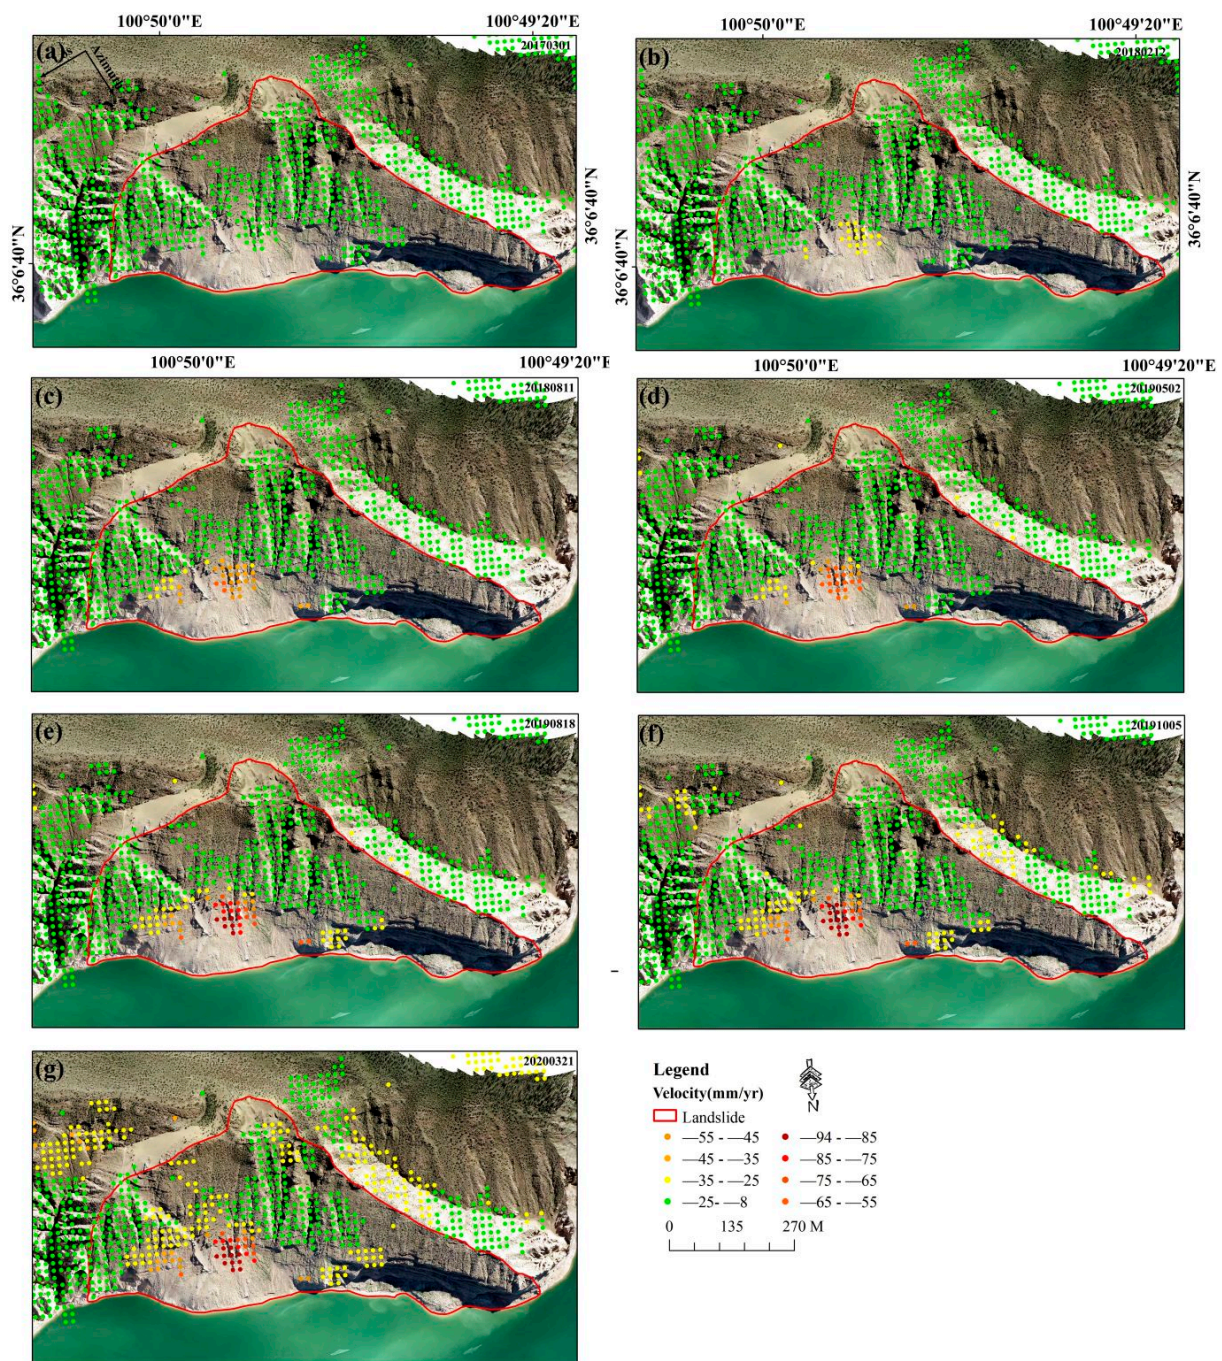 100°50'0"E 100°49'20"E 100°50'0"E 100°49'20"E
(a) 20170301
Azimuth
(b) 20180212
36°6'40"N
36°6'40"N
36°6'40"N
36°6'40"N
100°50'0"E 100°49'20"E 100°50'0"E 100°49'20"E
(c) 20180811
(d) 20190502
(e) 20190818
(f) 20191005
(g) 20200321
Legend
Velocity(mm/yr)
N
Landslide
—55 - —45 —94 - —85
—45 - —35 —85 - —75
—35 - —25 —75 - —65
—25- —8 —65 - —55
0 135 270 M